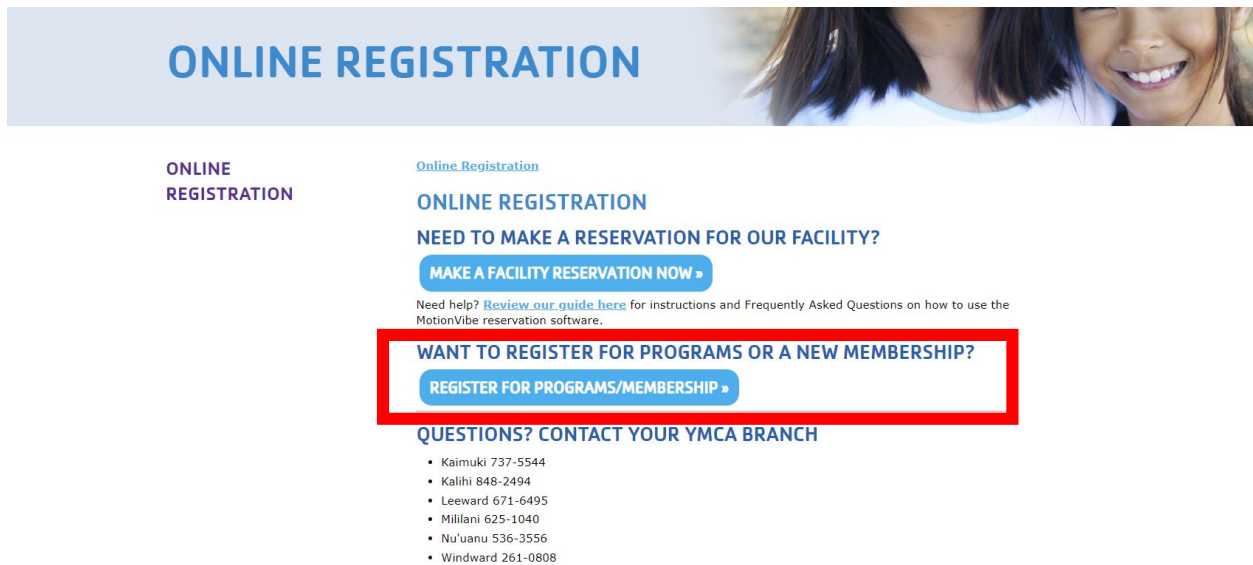 ONLINE REGISTRATION
ONLINE
REGISTRATION
Online Registration
ONLINE REGISTRATION
NEED TO MAKE A RESERVATION FOR OUR FACILITY?
MAKE A FACILITY RESERVATION NOW »
Need help? Review our guide here for instructions and Frequently Asked Questions on how to use the
MotionVibe reservation software.
WANT TO REGISTER FOR PROGRAMS OR A NEW MEMBERSHIP?
REGISTER FOR PROGRAMS/MEMBERSHIP »
QUESTIONS? CONTACT YOUR YMCA BRANCH
• Kaimuki 737-5544
• Kalihi 848-2494
• Leeward 671-6495
• Mililani 625-1040
• Nu'uanu 536-3556
• Windward 261-0808